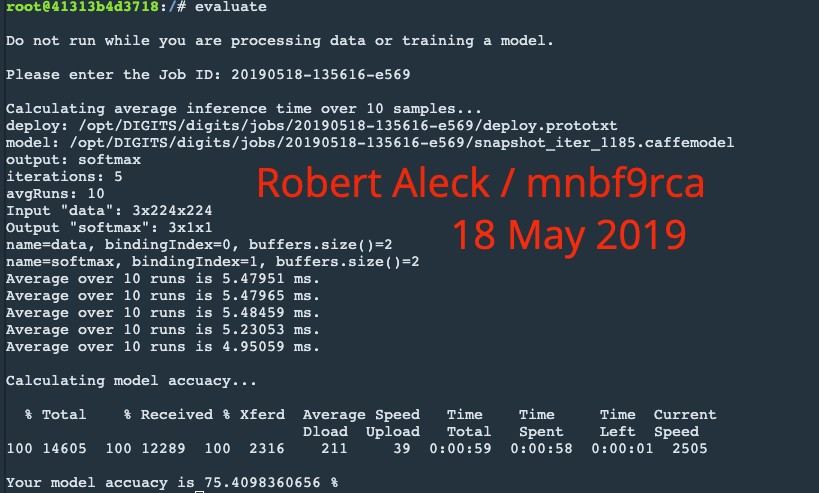 root@41313b4d3718:/# evaluate
Do not run while you are processing data or training a model.
Please enter the Job ID: 20190518-135616-e569
Calculating average inference time over 10 samples...
deploy: /opt/DIGITS/digits/jobs/20190518-135616-e569/deploy.prototxt
model: /opt/DIGITS/digits/jobs/20190518-135616-e569/snapshot_iter_1185.caffemodel
output: softmax
iterations: 5
avgRuns: 10
Input "data": 3x224x224
Output "softmax": 3x1x1
name=data, bindingIndex=0, buffers.size()=2
name=softmax, bindingIndex=1, buffers.size()=2
Robert Aleck / mnbf9rca
18 May 2019
Average over 10 runs is 5.47951 ms.
Average over 10 runs is 5.47965 ms.
Average over 10 runs is 5.48459 ms.
Average over 10 runs is 5.23053 ms.
Average over 10 runs is 4.95059 ms.
Calculating model accuacy...
% Total % Received % Xferd Average Speed Time Time Time Current
Dload Upload Total Spent Left Speed
100 14605 100 12289 100 2316 211 39 0:00:59 0:00:58 0:00:01 2505
Your model accuacy is 75.4098360656 %